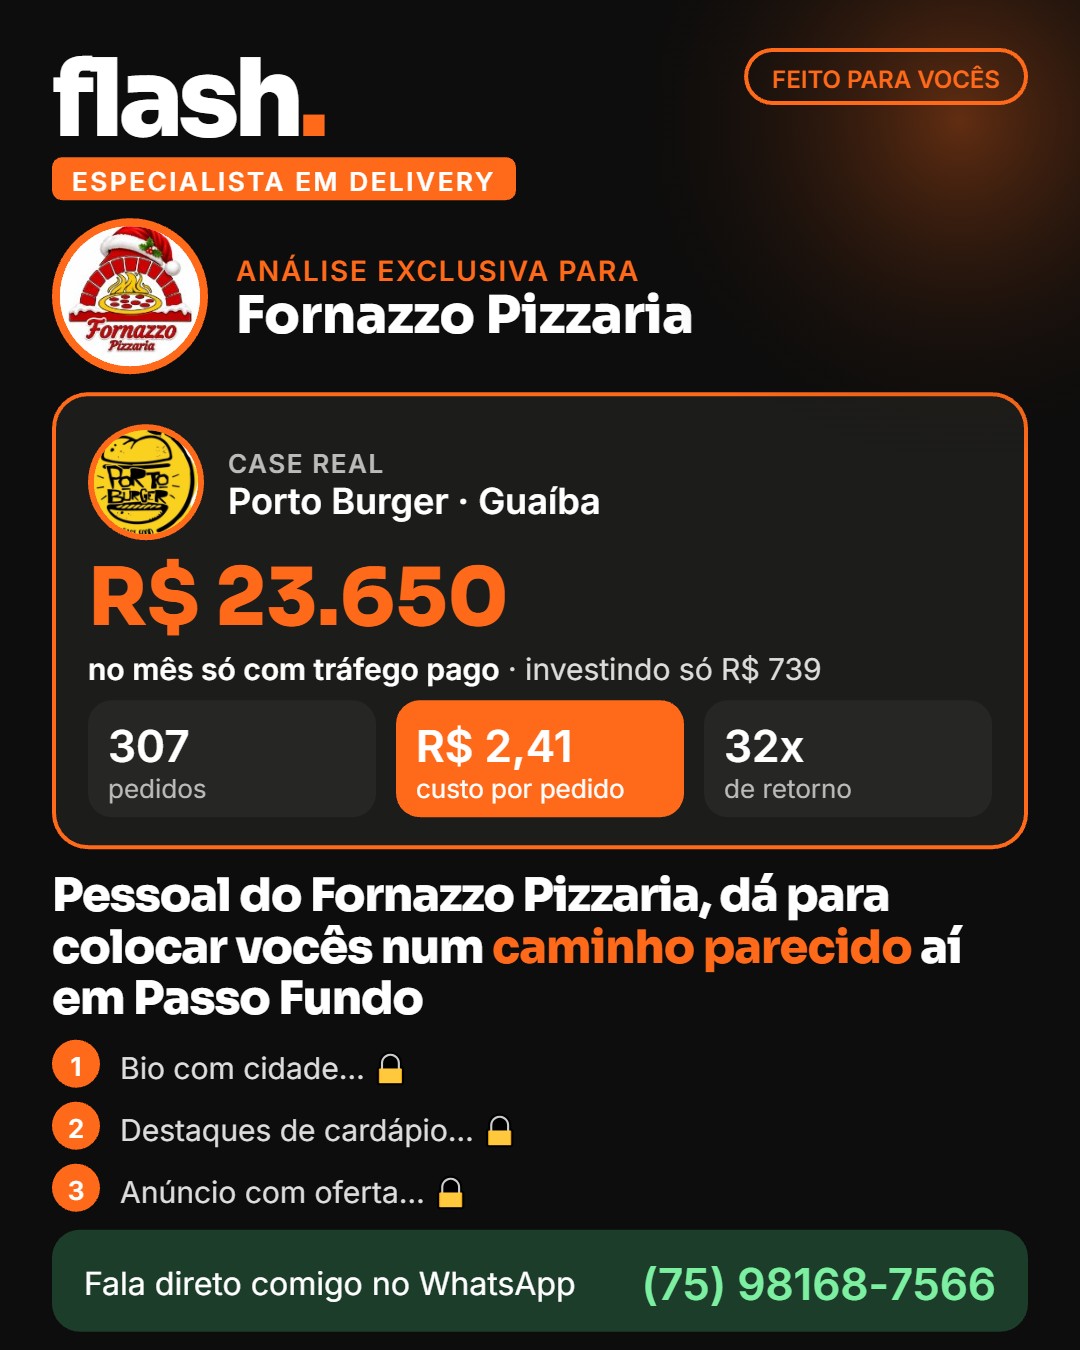 flash.
FEITO PARA VOCÊS
ESPECIALISTA EM DELIVERY
Fornazzo
Pizzaria
ANÁLISE EXCLUSIVA PARA
Fornazzo Pizzaria
PORTO
BURGER
CASE REAL
Porto Burger · Guaíba
R$ 23.650
no mês só com tráfego pago · investindo só R$ 739
307
pedidos
R$ 2,41
custo por pedido
32x
de retorno
Pessoal do Fornazzo Pizzaria, dá para
colocar vocês num caminho parecido aí
em Passo Fundo
1 Bio com cidade...
2 Destaques de cardápio...
3 Anúncio com oferta...
Fala direto comigo no WhatsApp (75) 98168-7566